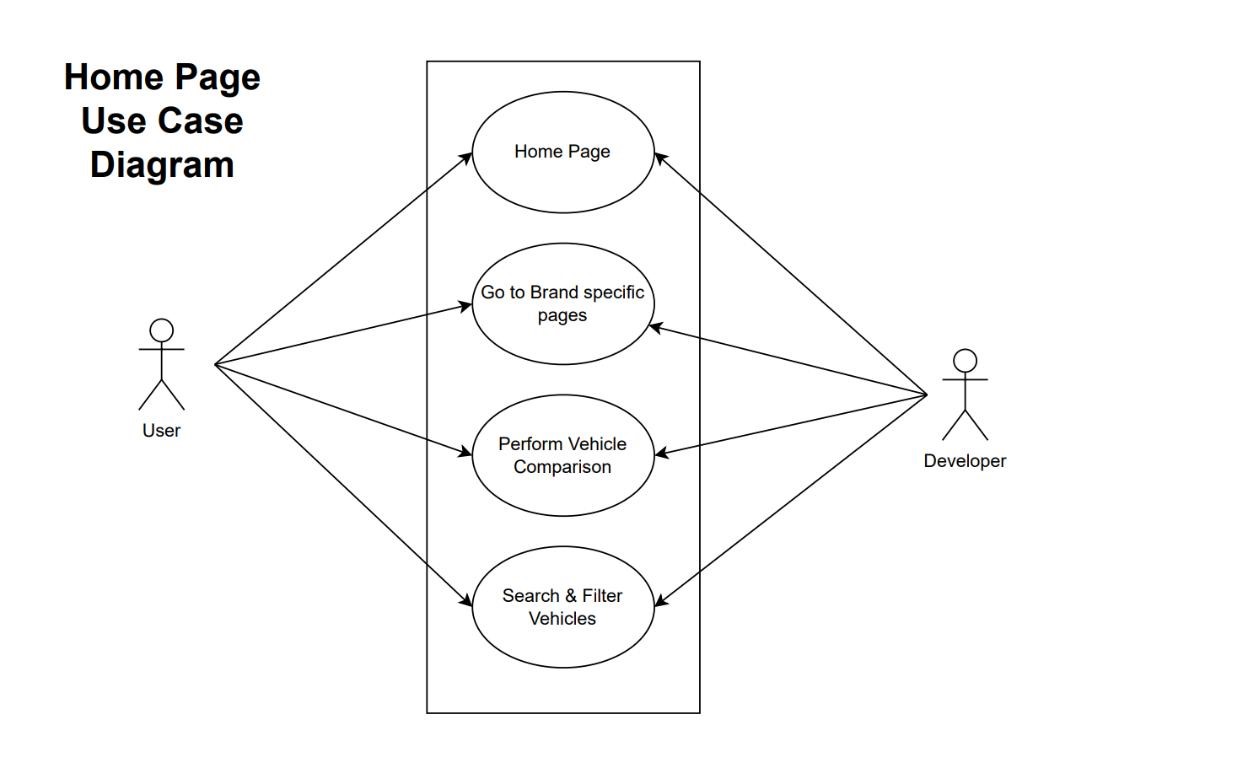 Home Page
Use Case
Diagram
Home Page
Go to Brand specific
pages
Perform Vehicle
Comparison
Search & Filter
Vehicles
User
Developer